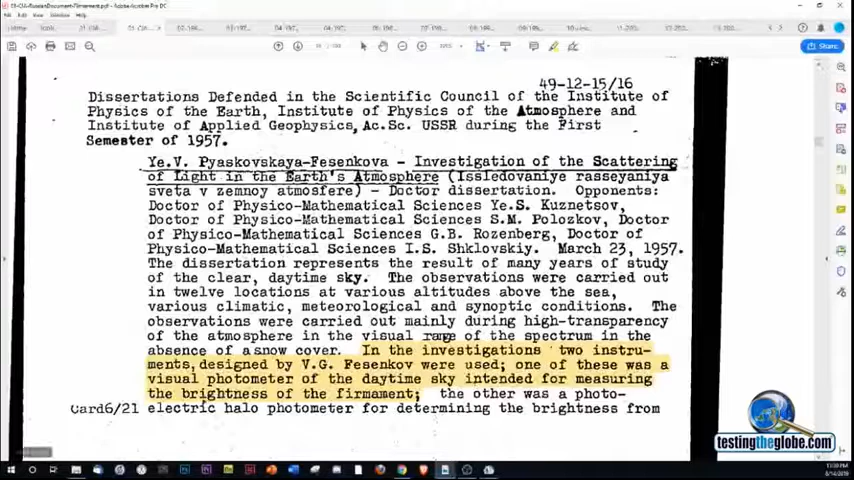 49-12-15/16
Dissertations Defended in the Scientific Council of the Institute of
Physics of the Earth, Institute of Physics of the Atmosphere and
Institute of Applied Geophysics, Ac.Sc. USSR during the First
Semester of 1957.
Ye.V. Pyaskovskaya-Fesenkova - Investigation of the Scattering
of Light in the Earth's Atmosphere (Issledovaniye rasseyaniya
sveta v zemnoy atmosfere) - Doctor dissertation. Opponents:
Doctor of Physico-Mathematical Sciences Ye.S. Kuznetsov,
Doctor of Physico-Mathematical Sciences S.M. Polozkov, Doctor
of Physico-Mathematical Sciences G.B. Rozenberg, Doctor of
Physico-Mathematical Sciences I.S. Shklovskiy. March 23, 1957.
The dissertation represents the result of many years of study
of the clear, daytime sky. The observations were carried out
in twelve locations at various altitudes above the sea,
various climatic, meteorological and synoptic conditions. The
observations were carried out mainly during high-transparency
of the atmosphere in the visual range of the spectrum in the
absence of a snow cover. In the investigations two instru-
ments, designed by V.G. Fesenkov were used; one of these was a
visual photometer of the daytime sky intended for measuring
the brightness of the firmament; the other was a photo-
Card6/21 electric halo photometer for determining the brightness from
Share
testingtheglobe.com